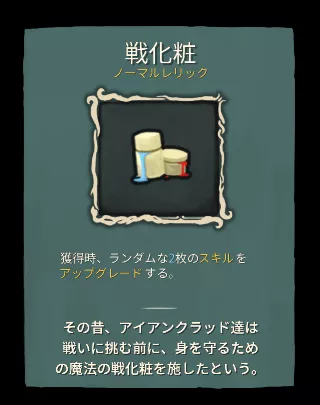 戦化粧
ノーマルレリック
獲得時、ランダムな2枚のスキルを
アップグレードする。
その昔、アイアンクラッド達は
戦いに挑む前に、身を守るため
の魔法の戦化粧を施したという。